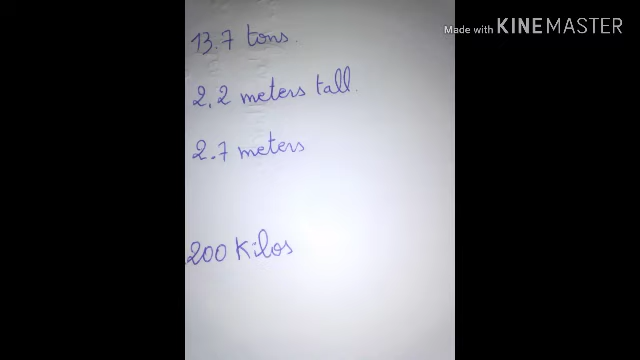 Made with KINEMASTER
13.7 tons.
2.2 meters tall.
2.7 meters
200 Kilos